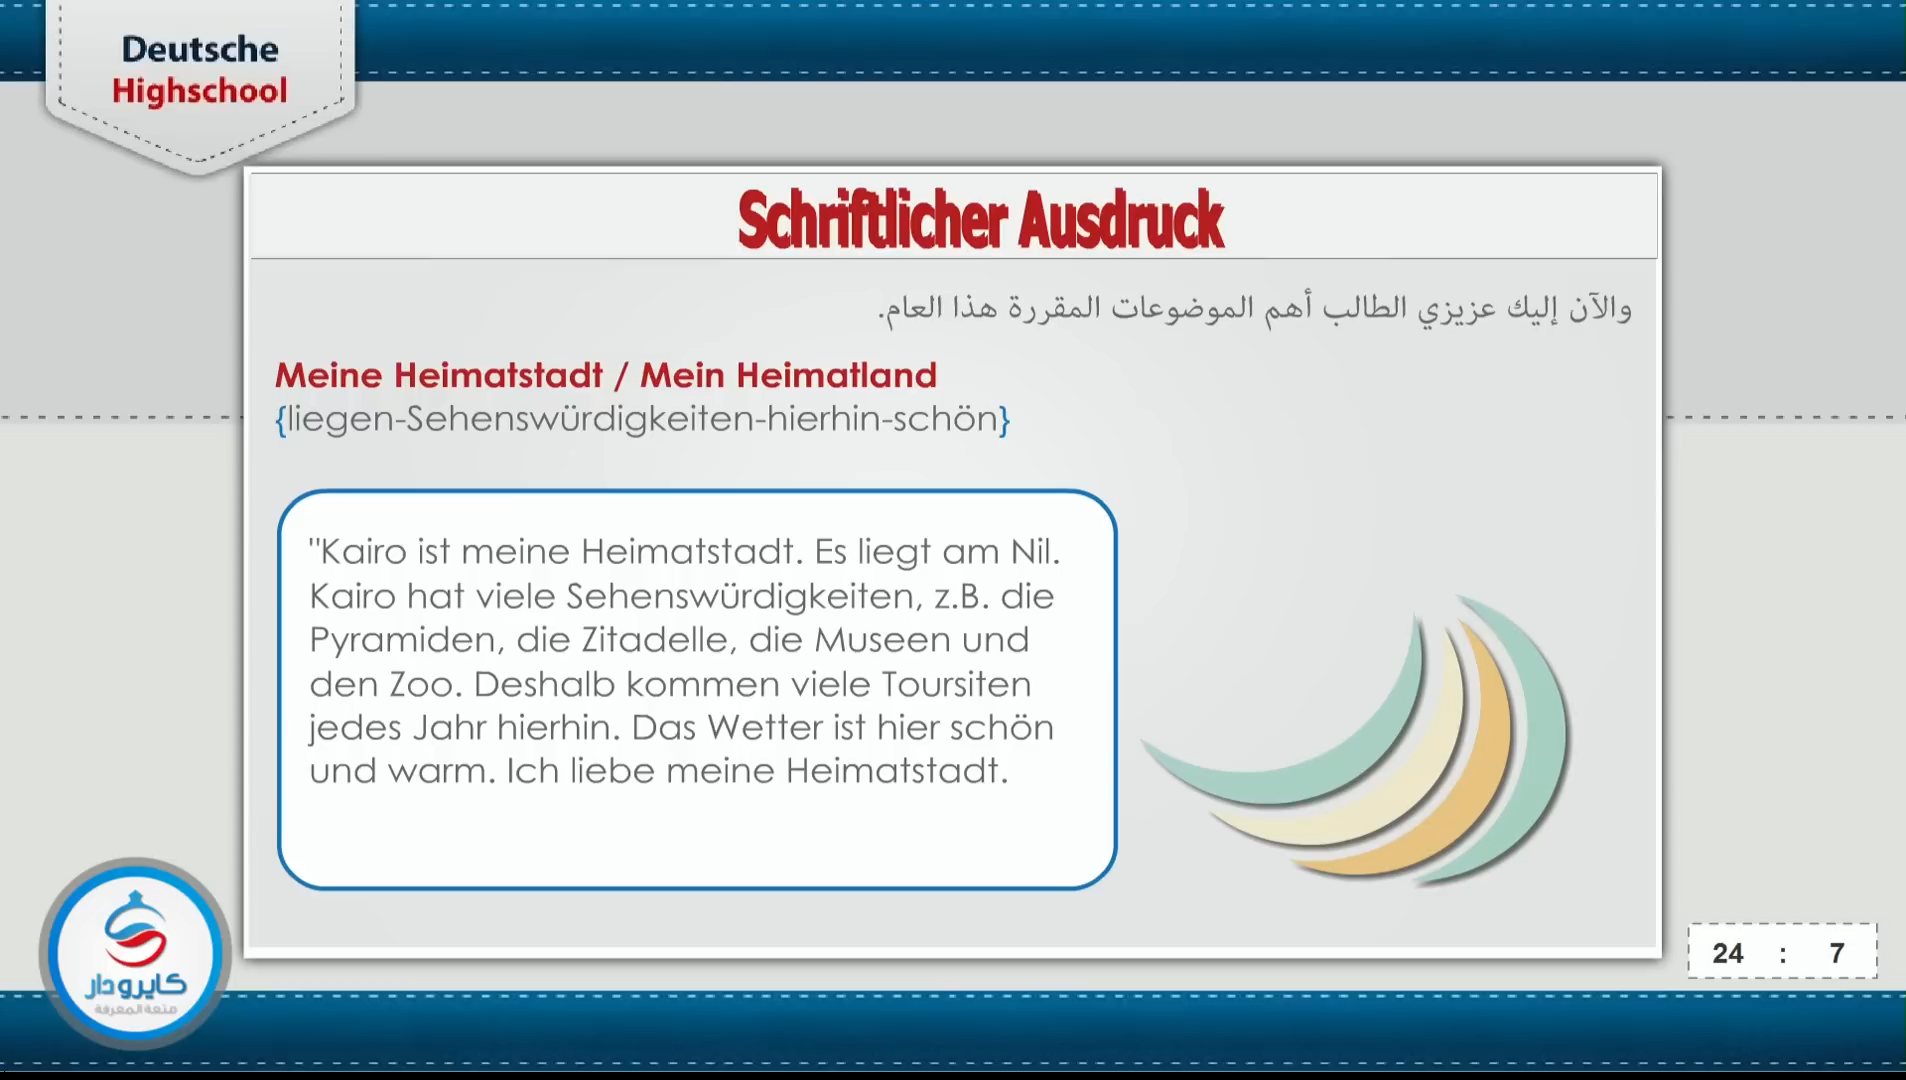 Deutsche
Highschool
Schriftlicher Ausdruck
والآن إليك عزيزي الطالب أهم الموضوعات المقررة هذا العام.
Meine Heimatstadt / Mein Heimatland
{liegen-Sehenswürdigkeiten-hierhin-schön}
"Kairo ist meine Heimatstadt. Es liegt am Nil.
Kairo hat viele Sehenswürdigkeiten, z.B. die
Pyramiden, die Zitadelle, die Museen und
den Zoo. Deshalb kommen viele Toursiten
jedes Jahr hierhin. Das Wetter ist hier schön
und warm. Ich liebe meine Heimatstadt.
كايرودار
متعة المعرفة
24 : 7